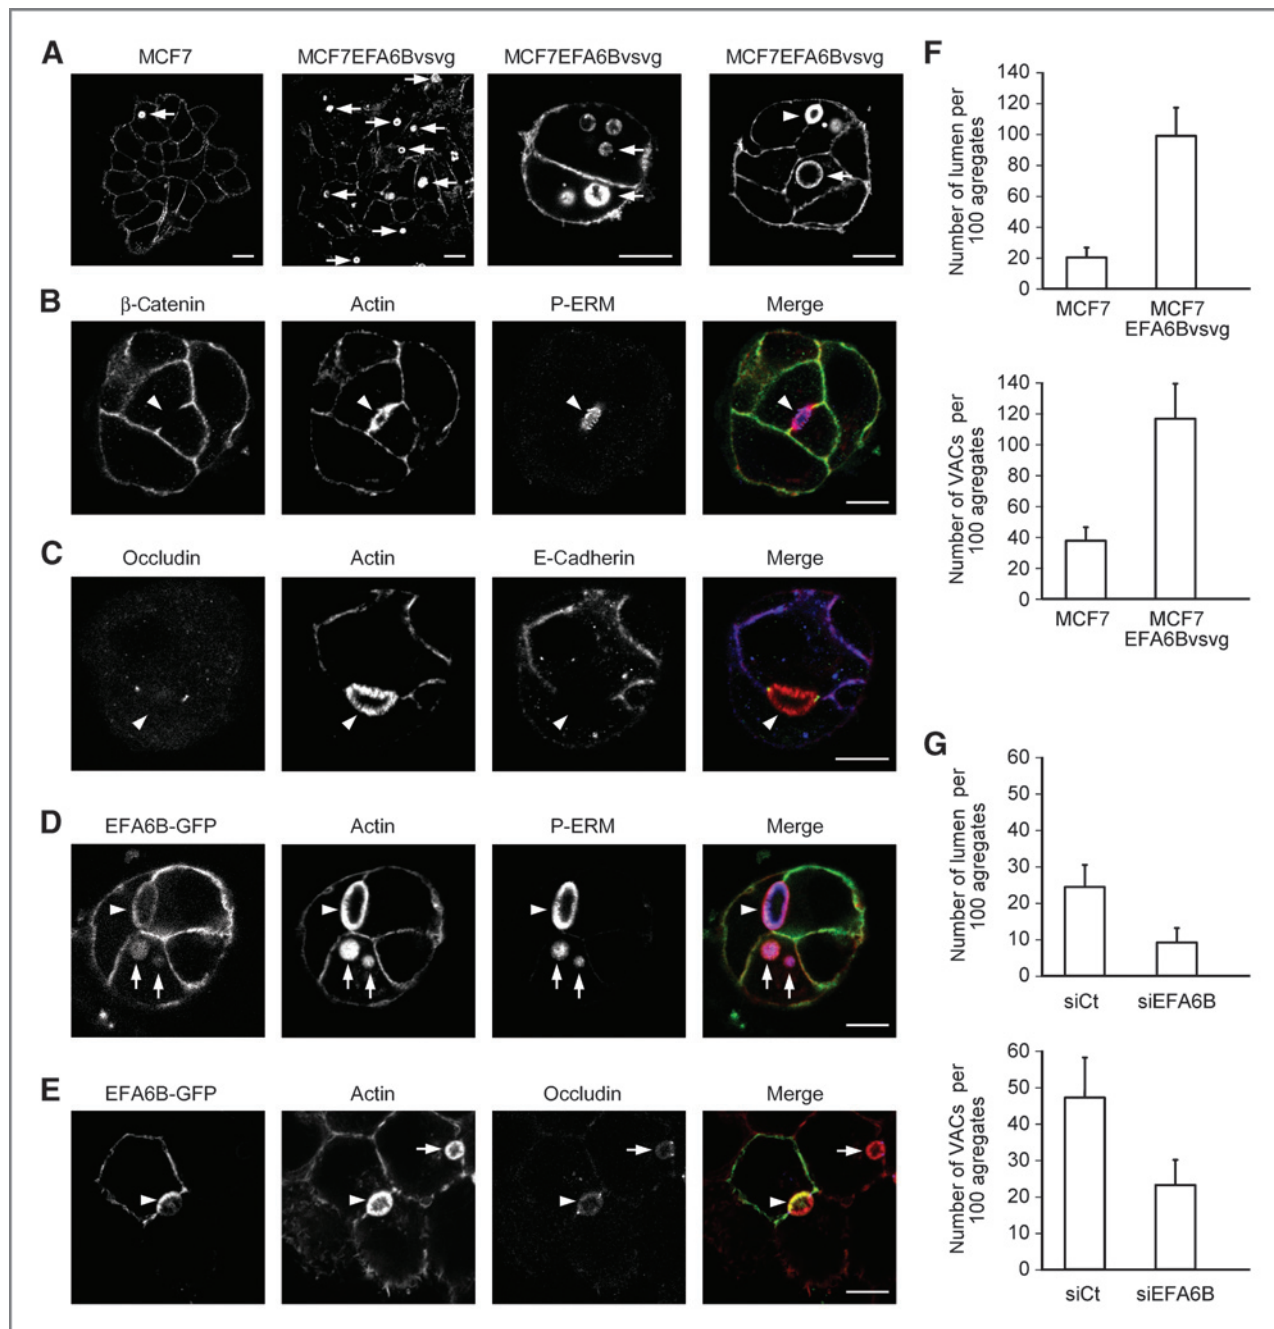 A
MCF7
MCF7EFA6Bvsvg
MCF7EFA6Bvsvg
MCF7EFA6Bvsvg
B
β-Catenin
Actin
P-ERM
Merge
C
Occludin
Actin
E-Cadherin
Merge
D
EFA6B-GFP
Actin
P-ERM
Merge
E
EFA6B-GFP
Actin
Occludin
Merge
F
Number of lumen per
100 agregates
140
120
100
80
60
40
20
0
MCF7
MCF7
EFA6Bvsvg
Number of VACs per
100 agregates
140
120
100
80
60
40
20
0
MCF7
MCF7
EFA6Bvsvg
G
Number of lumen per
100 agregates
60
50
40
30
20
10
0
siCt
siEFA6B
Number of VACs per
100 agregates
60
50
40
30
20
10
0
siCt
siEFA6B